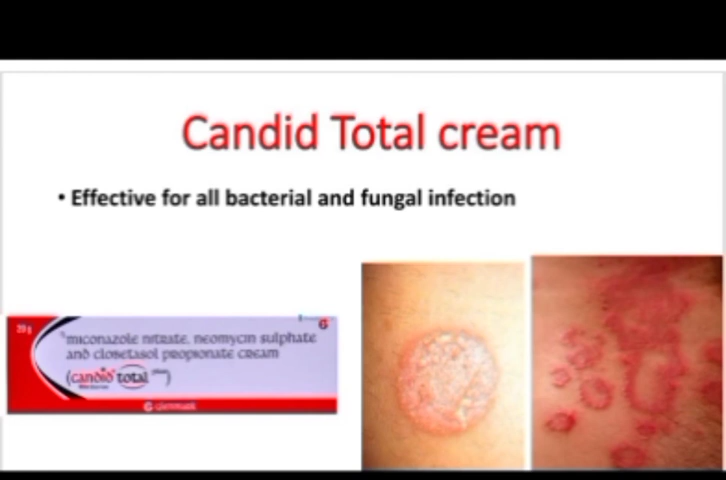 Candid Total cream
• Effective for all bacterial and fungal infection
20 g
miconazole nitrate, neomycin sulphate
and clobetasol propionate cream
(candid total)
glenmark